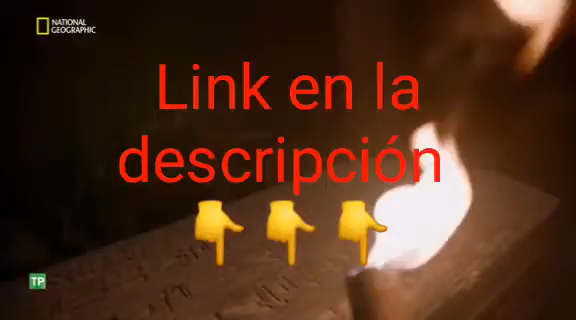 NATIONAL
GEOGRAPHIC
Link en la
descripción
👇👇👇
TP